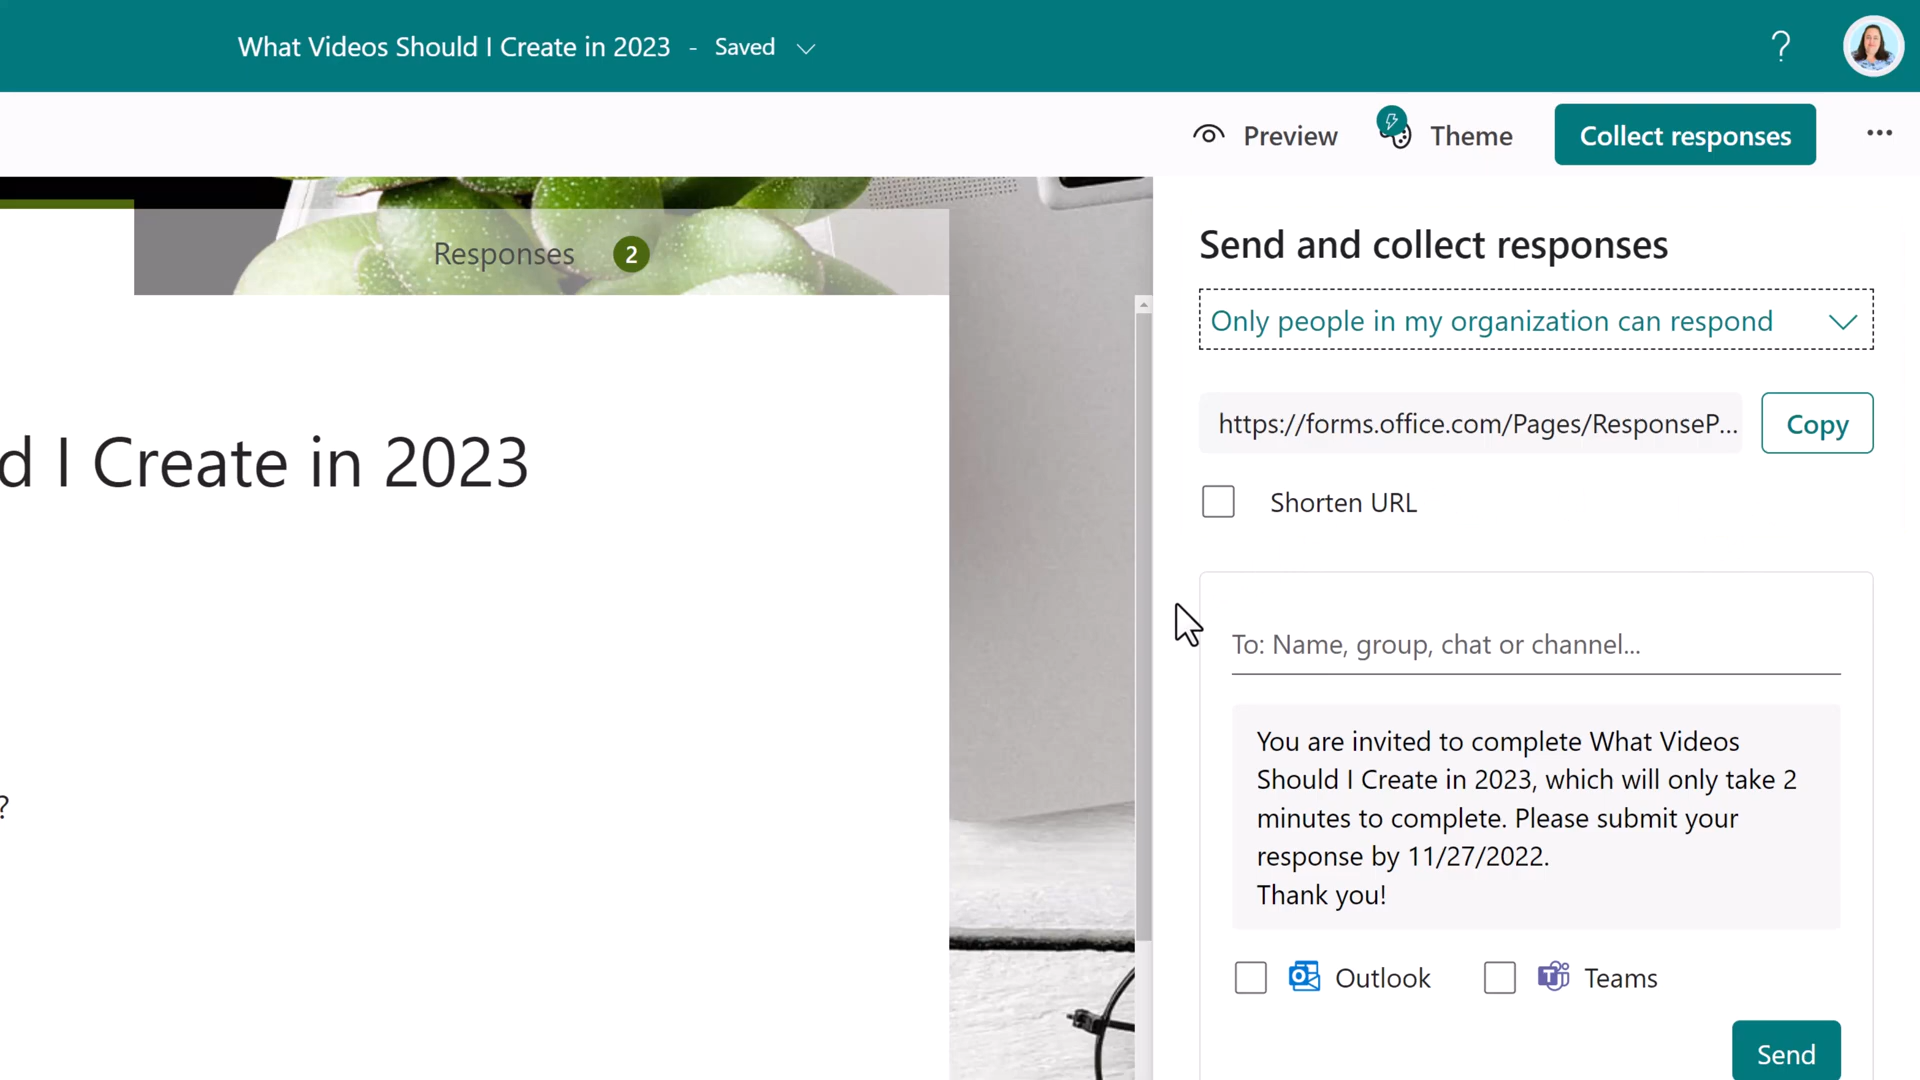 What Videos Should I Create in 2023 - Saved
?
Preview
Theme
Collect responses
...
Responses 2
Send and collect responses
Only people in my organization can respond
d I Create in 2023
https://forms.office.com/Pages/ResponseP...
Copy
Shorten URL
To: Name, group, chat or channel...
?
You are invited to complete What Videos
Should I Create in 2023, which will only take 2
minutes to complete. Please submit your
response by 11/27/2022.
Thank you!
Outlook
Teams
Send